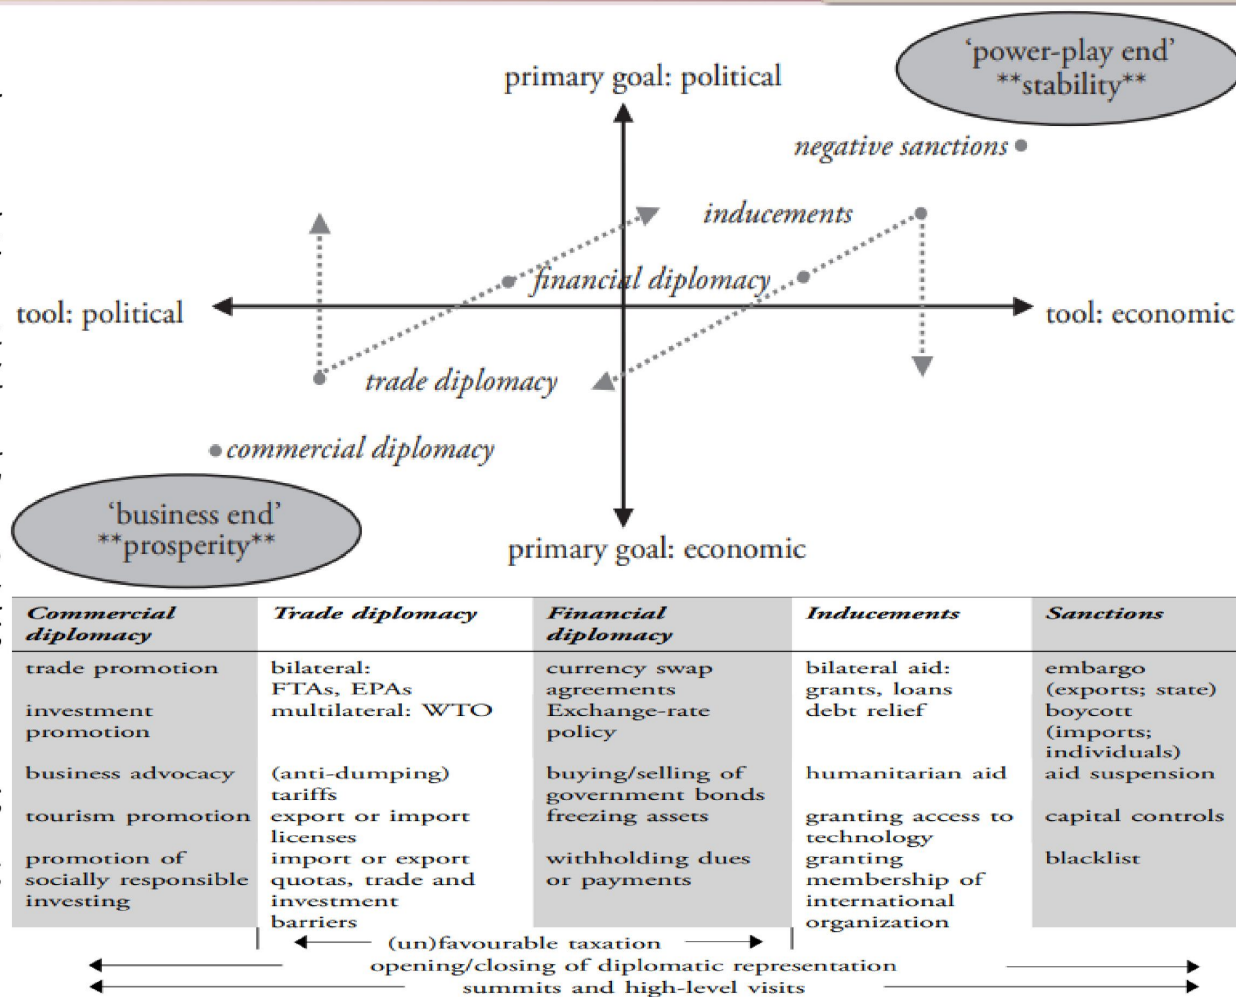 'power-play end'
**stability**
primary goal: political
negative sanctions
inducements
financial diplomacy
tool: political
tool: economic
trade diplomacy
commercial diplomacy
'business end'
**prosperity**
primary goal: economic
Commercial diplomacy
Trade diplomacy
Financial diplomacy
Inducements
Sanctions
trade promotion
bilateral:
FTAs, EPAs
currency swap
agreements
bilateral aid:
grants, loans
embargo
(exports; state)
investment
promotion
multilateral: WTO
Exchange-rate
policy
debt relief
boycott
(imports;
individuals)
business advocacy
(anti-dumping)
tariffs
buying/selling of
government bonds
humanitarian aid
aid suspension
tourism promotion
export or import
licenses
freezing assets
granting access to
technology
capital controls
promotion of
socially responsible
investing
import or export
quotas, trade and
investment
barriers
withholding dues
or payments
granting
membership of
international
organization
blacklist
(un)favourable taxation
opening/closing of diplomatic representation
summits and high-level visits